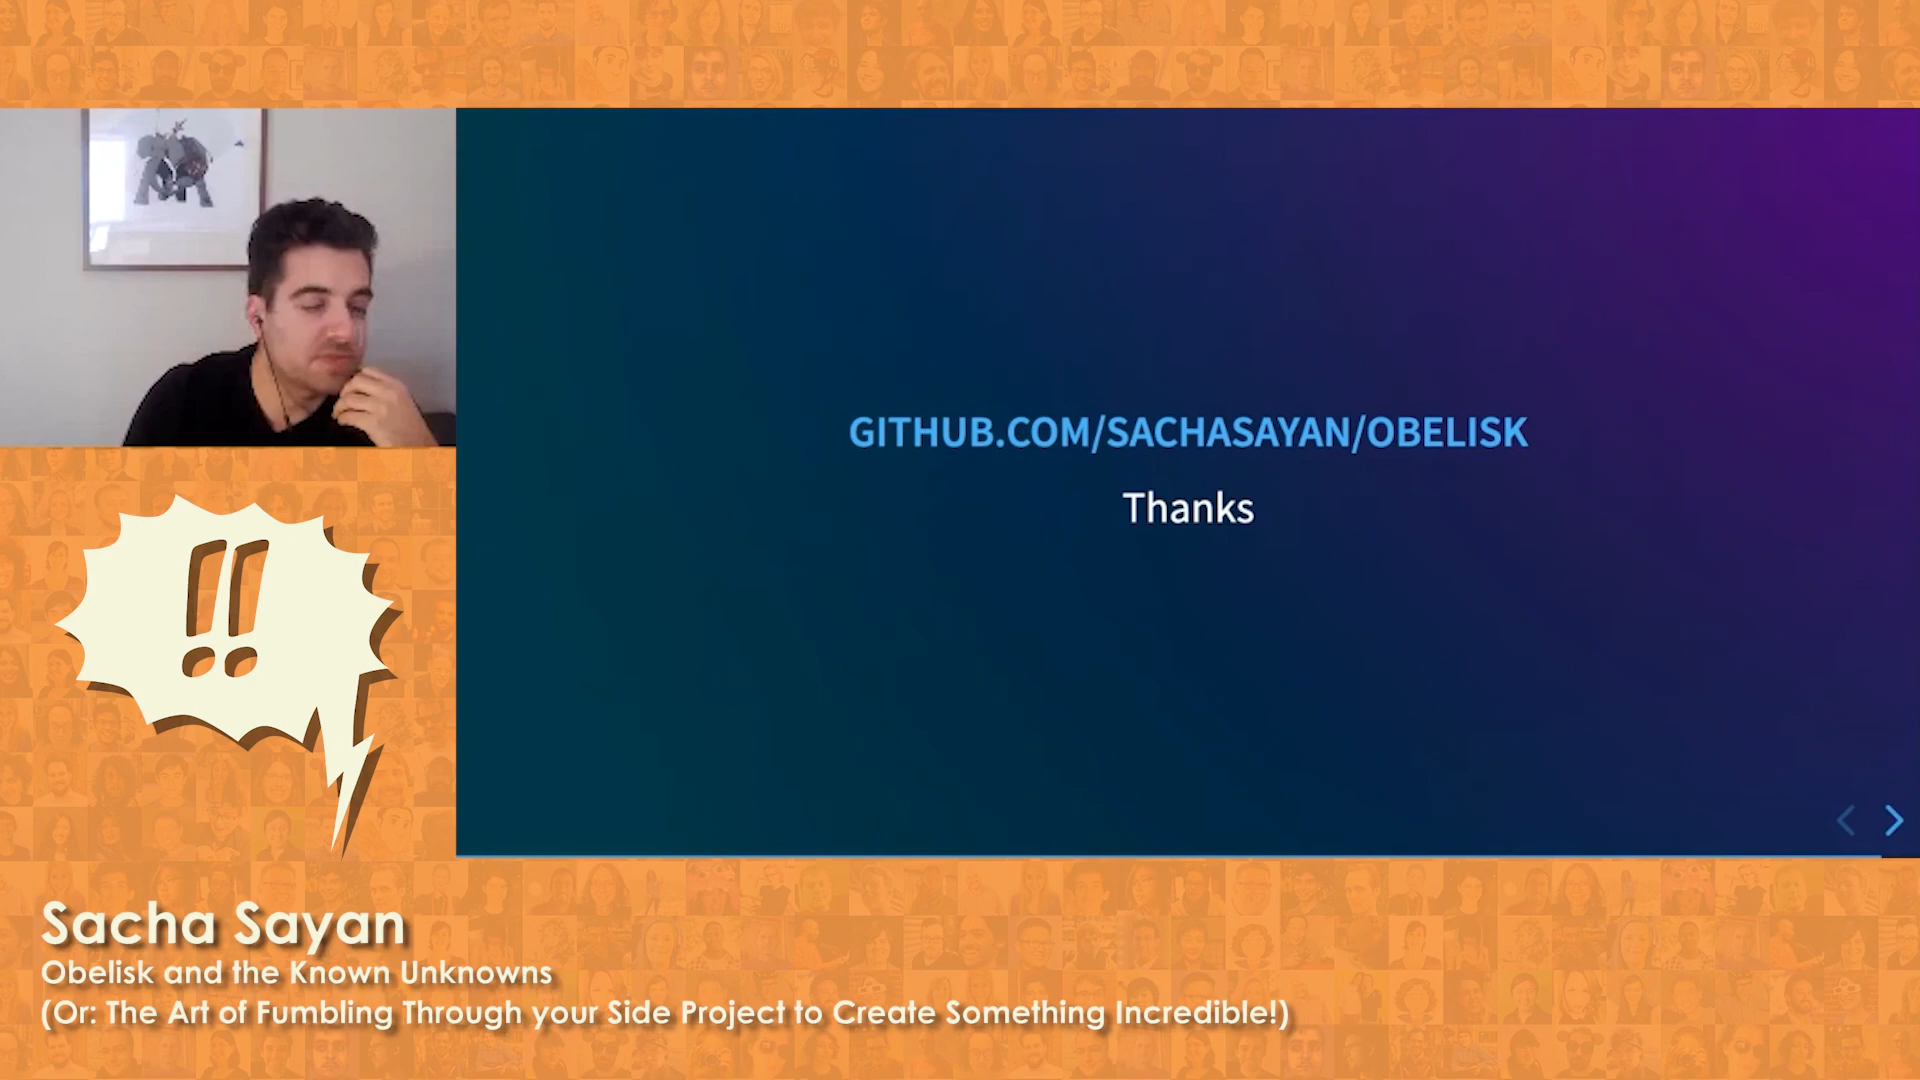 GITHUB.COM/SACHASAYAN/OBELISK
Thanks
!!
Sacha Sayan
Obelisk and the Known Unknowns
(Or: The Art of Fumbling Through your Side Project to Create Something Incredible!)